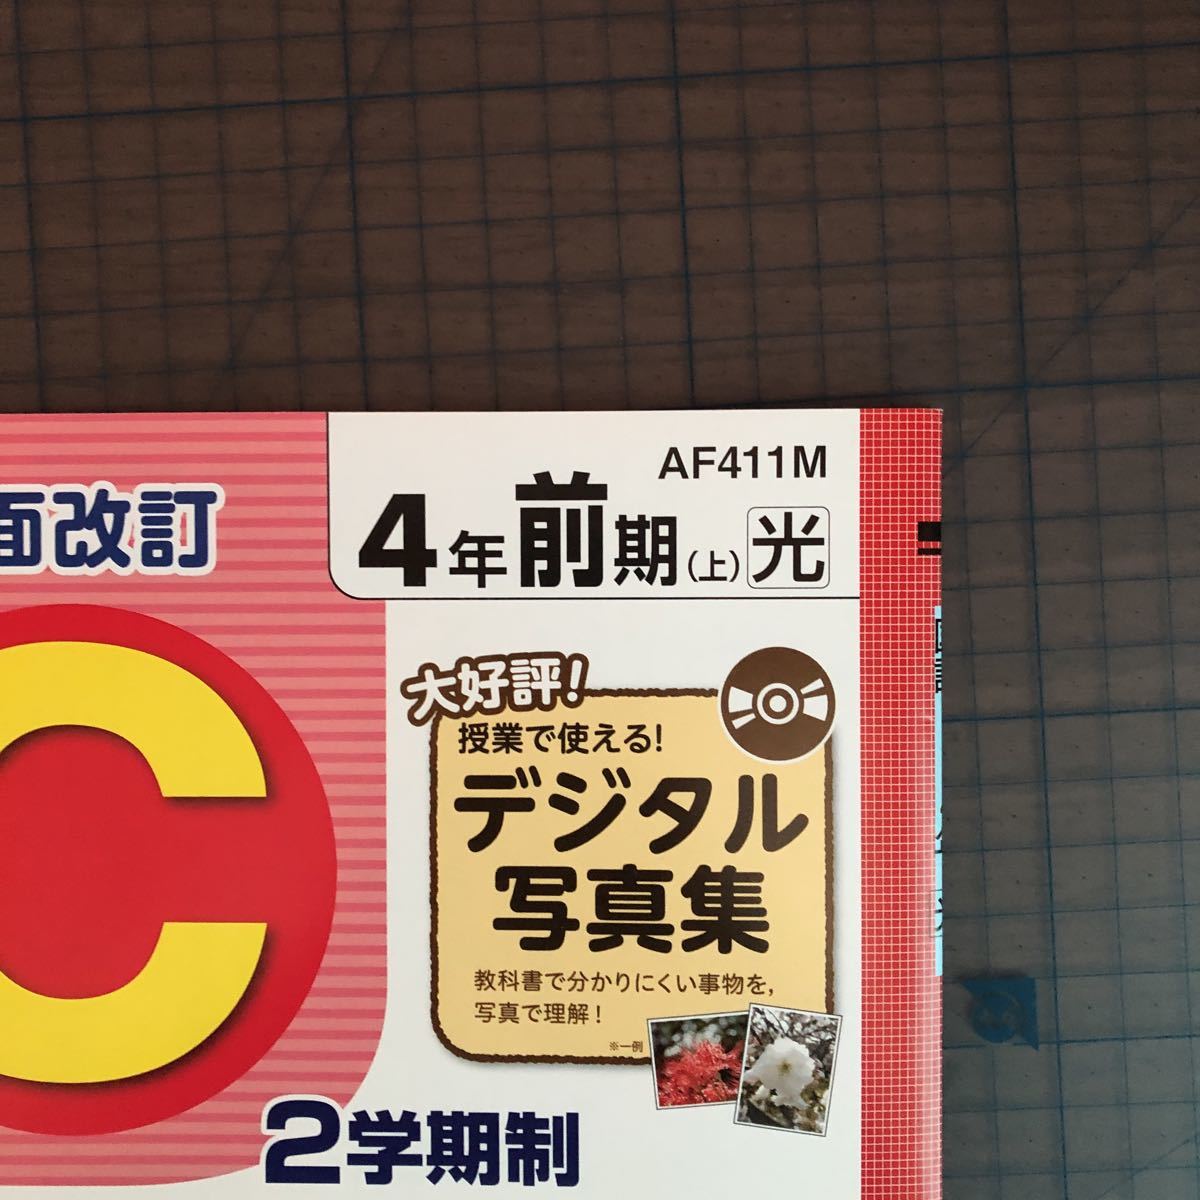 AF411M
4年前期(上)光
面改訂
C
大好評!
授業で使える!
デジタル
写真集
教科書で分かりにくい事物を,
写真で理解!
※一例
2学期制